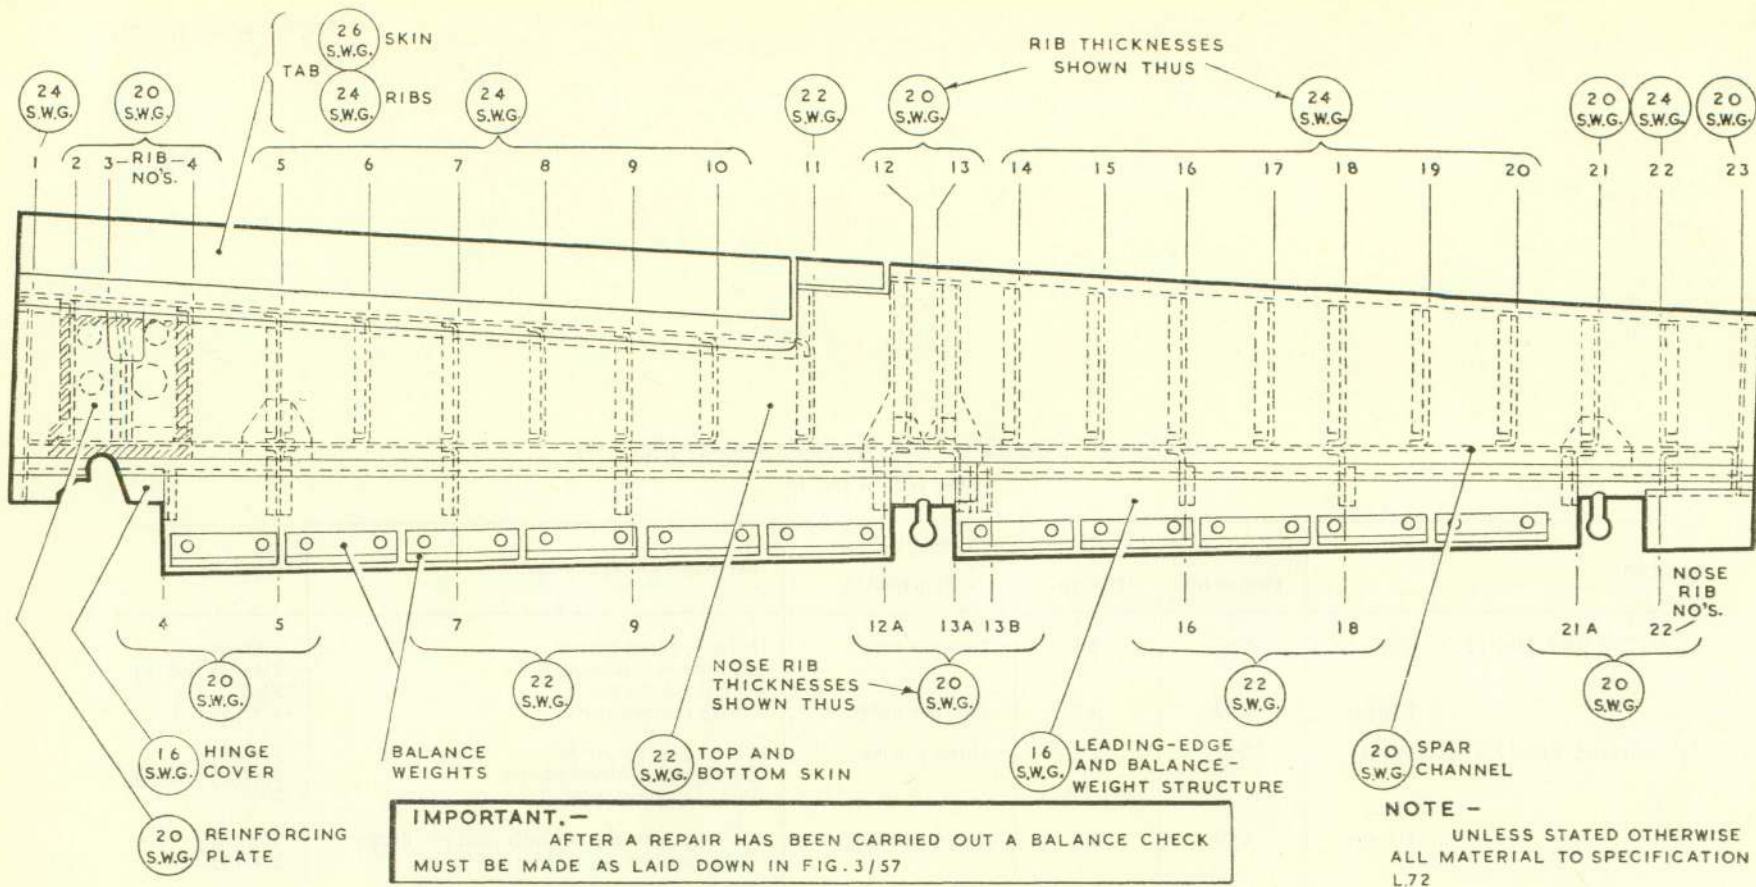 26 S.W.G. SKIN
TAB
24 S.W.G. RIBS
RIB THICKNESSES
SHOWN THUS
24 S.W.G.
20 S.W.G.
24 S.W.G.
22 S.W.G.
20 S.W.G.
24 S.W.G.
20 S.W.G.
24 S.W.G.
20 S.W.G.
1 2 3 — RIB — 4 5 6 7 8 9 10 11 12 13 14 15 16 17 18 19 20 21 22 23
NO'S.
NOSE
RIB
NO'S.
4 5 7 9 12A 13A 13B 16 18 21A 22
20 S.W.G.
22 S.W.G.
NOSE RIB
THICKNESSES
SHOWN THUS
20 S.W.G.
22 S.W.G.
20 S.W.G.
16 S.W.G. HINGE
COVER
BALANCE
WEIGHTS
22 S.W.G. TOP AND
BOTTOM SKIN
16 S.W.G. LEADING-EDGE
AND BALANCE-
WEIGHT STRUCTURE
20 S.W.G. SPAR
CHANNEL
20 S.W.G. REINFORCING
PLATE
IMPORTANT.—
AFTER A REPAIR HAS BEEN CARRIED OUT A BALANCE CHECK
MUST BE MADE AS LAID DOWN IN FIG. 3/57
NOTE —
UNLESS STATED OTHERWISE
ALL MATERIAL TO SPECIFICATION
L.72